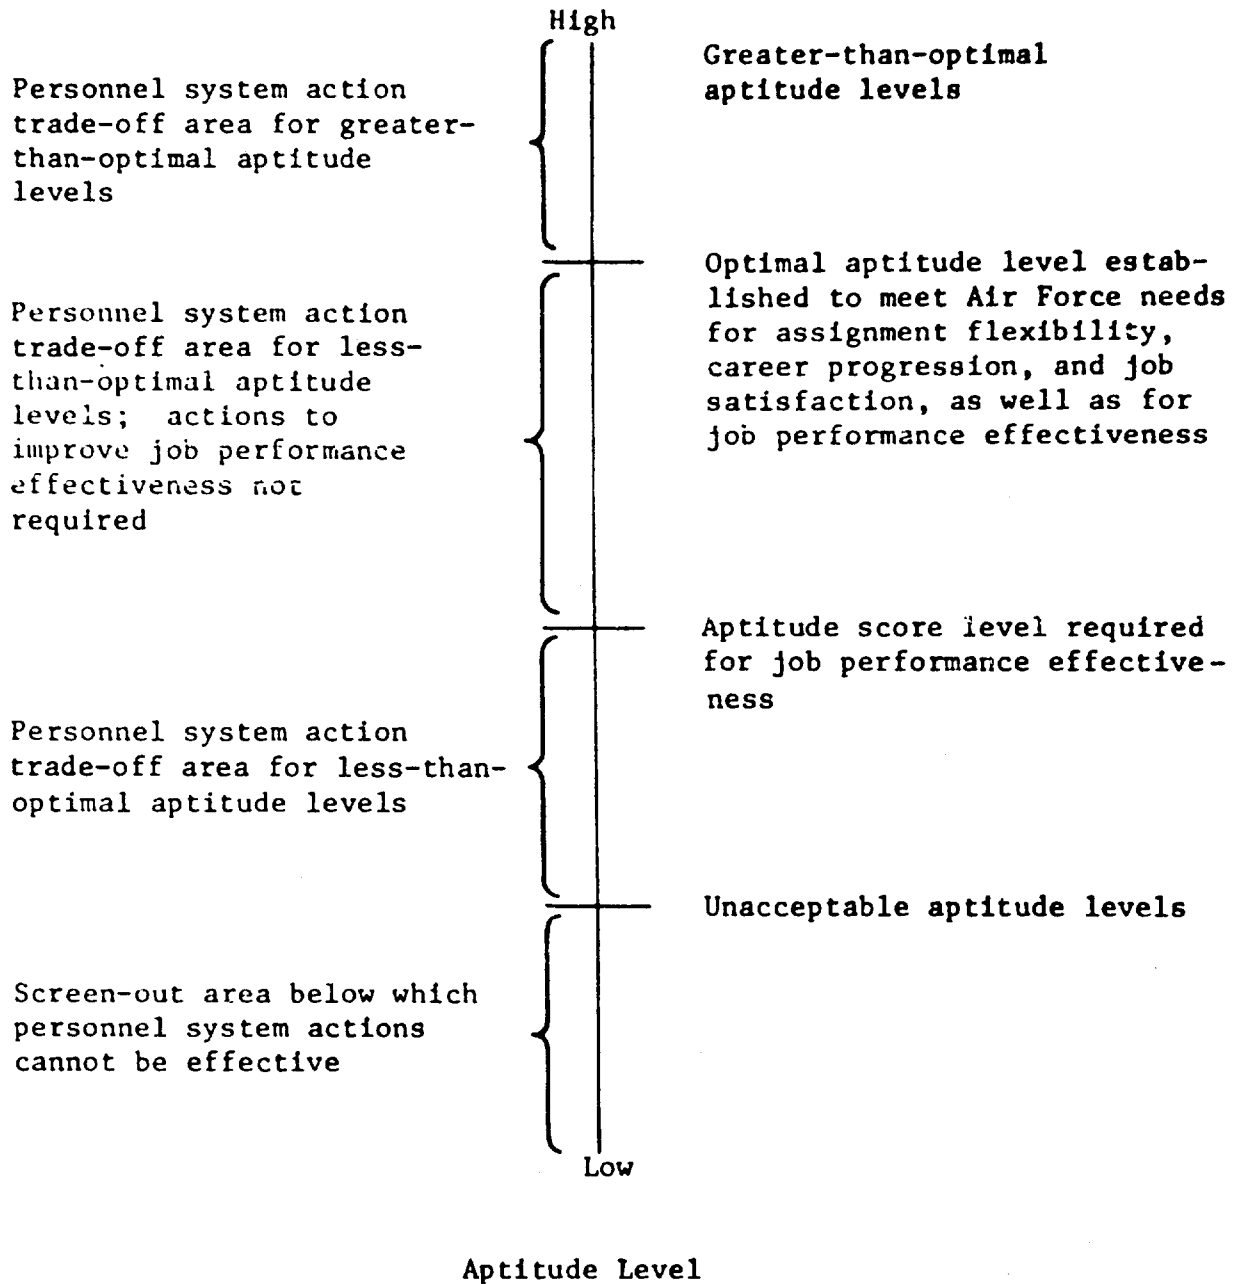 High
Greater-than-optimal
aptitude levels
Personnel system action
trade-off area for greater-
than-optimal aptitude
levels
Optimal aptitude level estab-
lished to meet Air Force needs
for assignment flexibility,
career progression, and job
satisfaction, as well as for
job performance effectiveness
Personnel system action
trade-off area for less-
than-optimal aptitude
levels; actions to
improve job performance
effectiveness not
required
Aptitude score level required
for job performance effective-
ness
Personnel system action
trade-off area for less-than-
optimal aptitude levels
Unacceptable aptitude levels
Screen-out area below which
personnel system actions
cannot be effective
Low
Aptitude Level